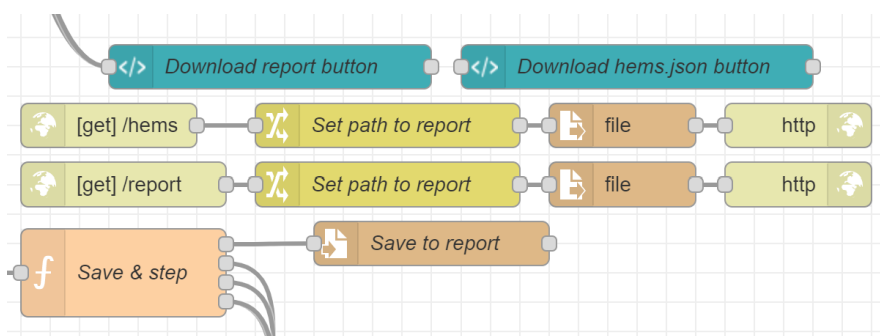 </> Download report button
</> Download hems.json button
[get] /hems
Set path to report
file
http
[get] /report
Set path to report
file
http
f Save & step
Save to report